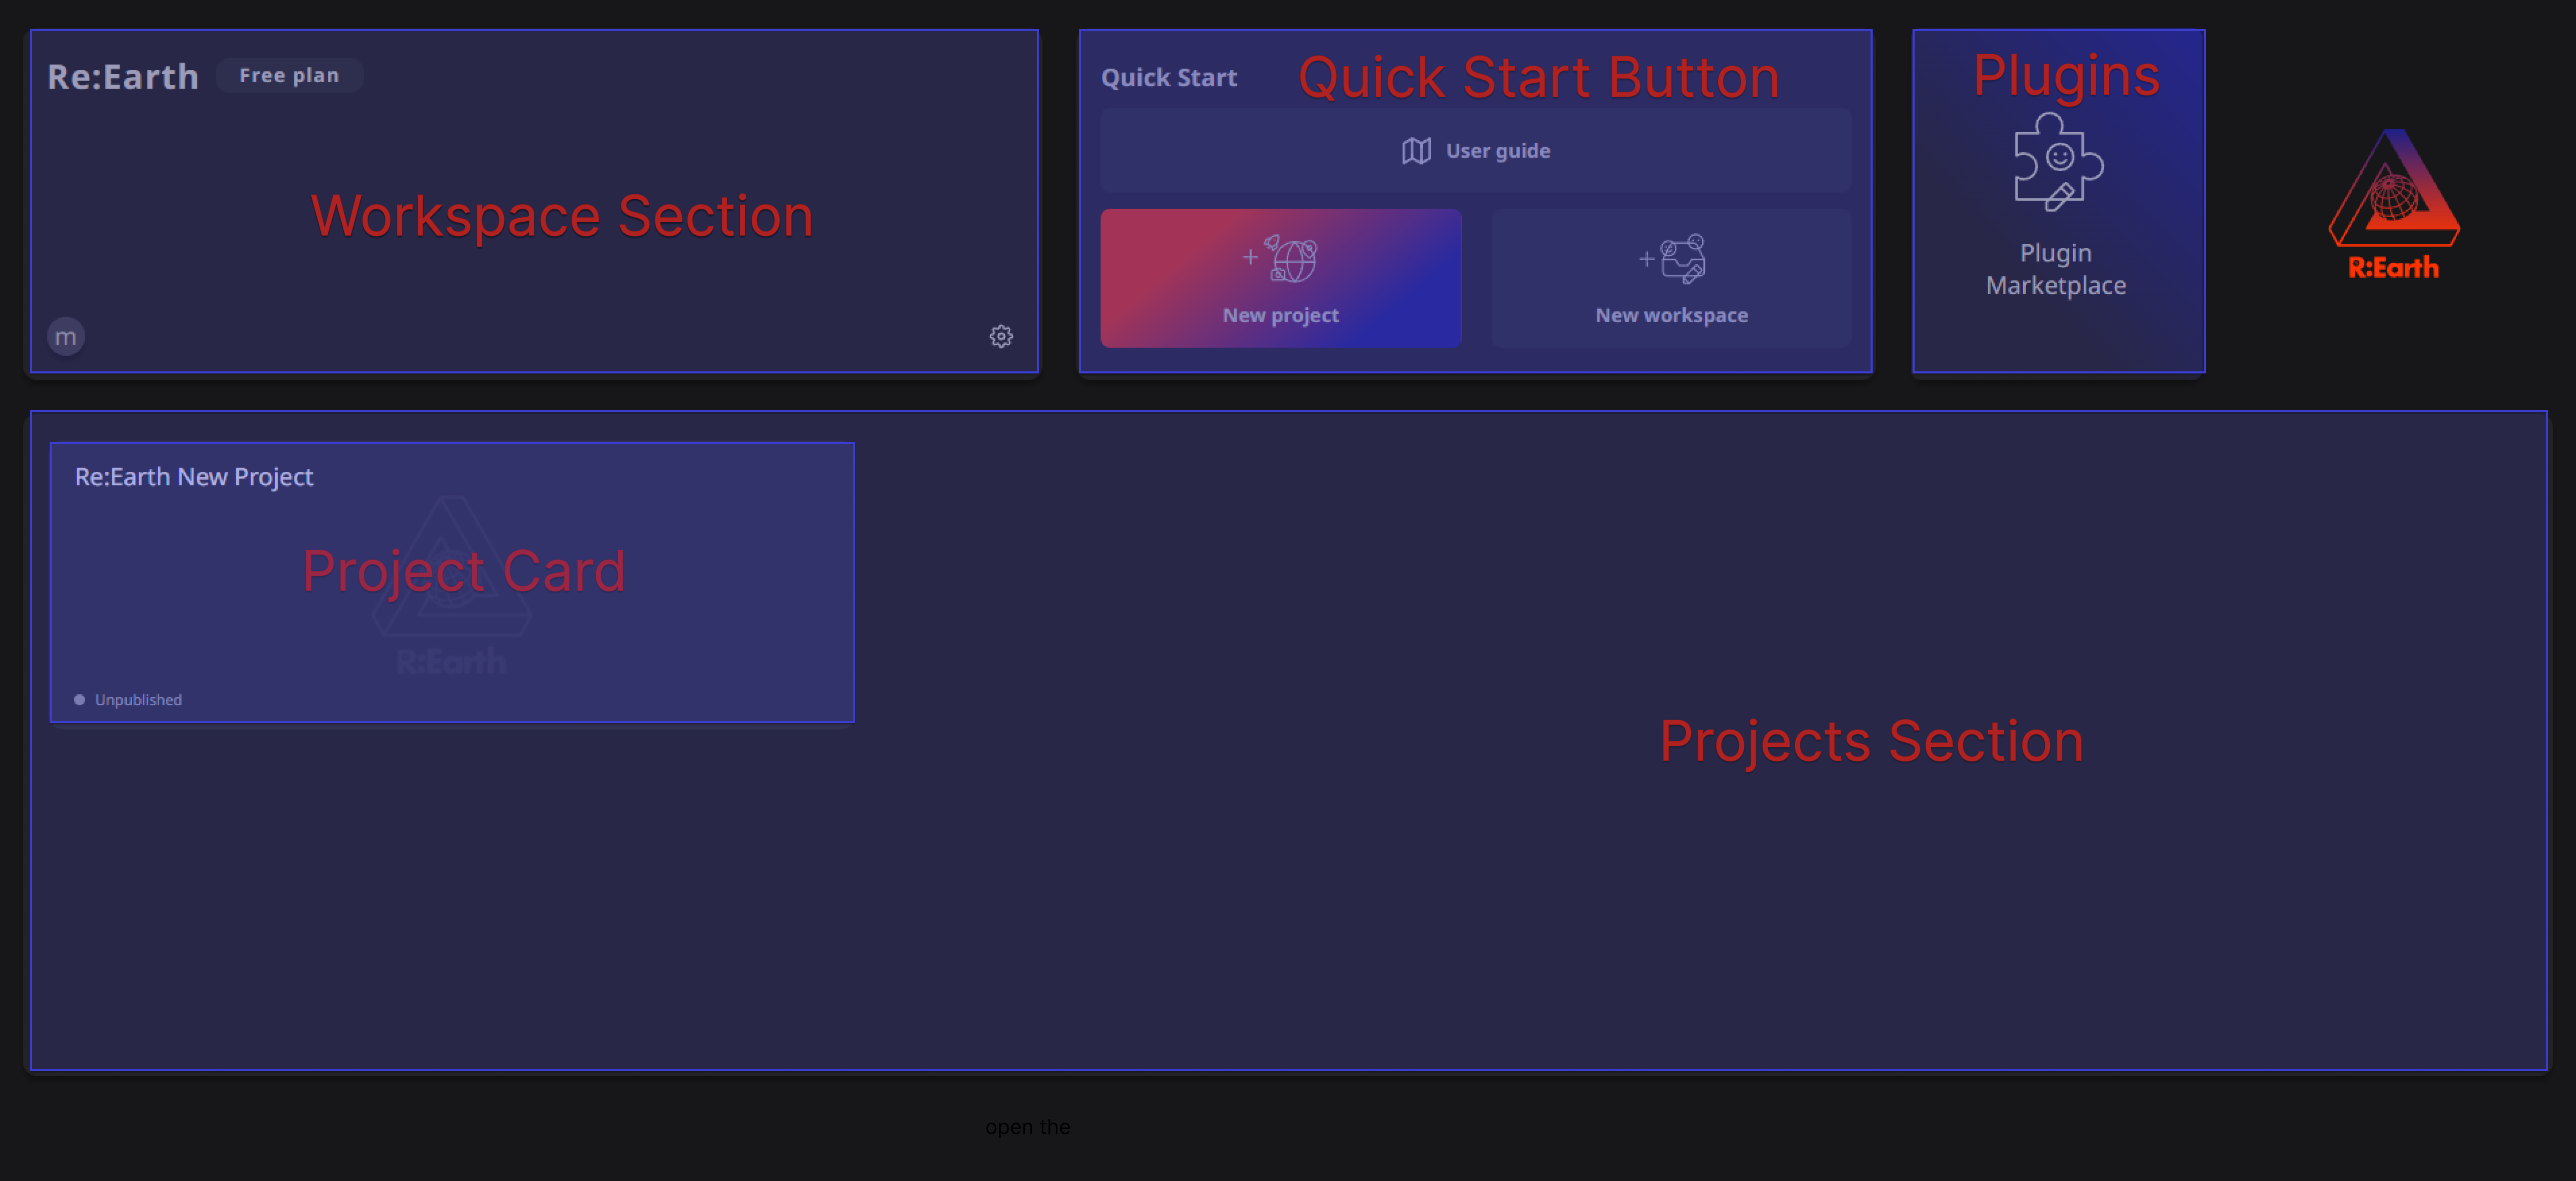 Re:Earth Free plan
Workspace Section
m
Quick Start
Quick Start Button
User guide
New project
New workspace
Plugins
Plugin
Marketplace
R:Earth
Re:Earth New Project
Project Card
R:Earth
Unpublished
Projects Section
open the